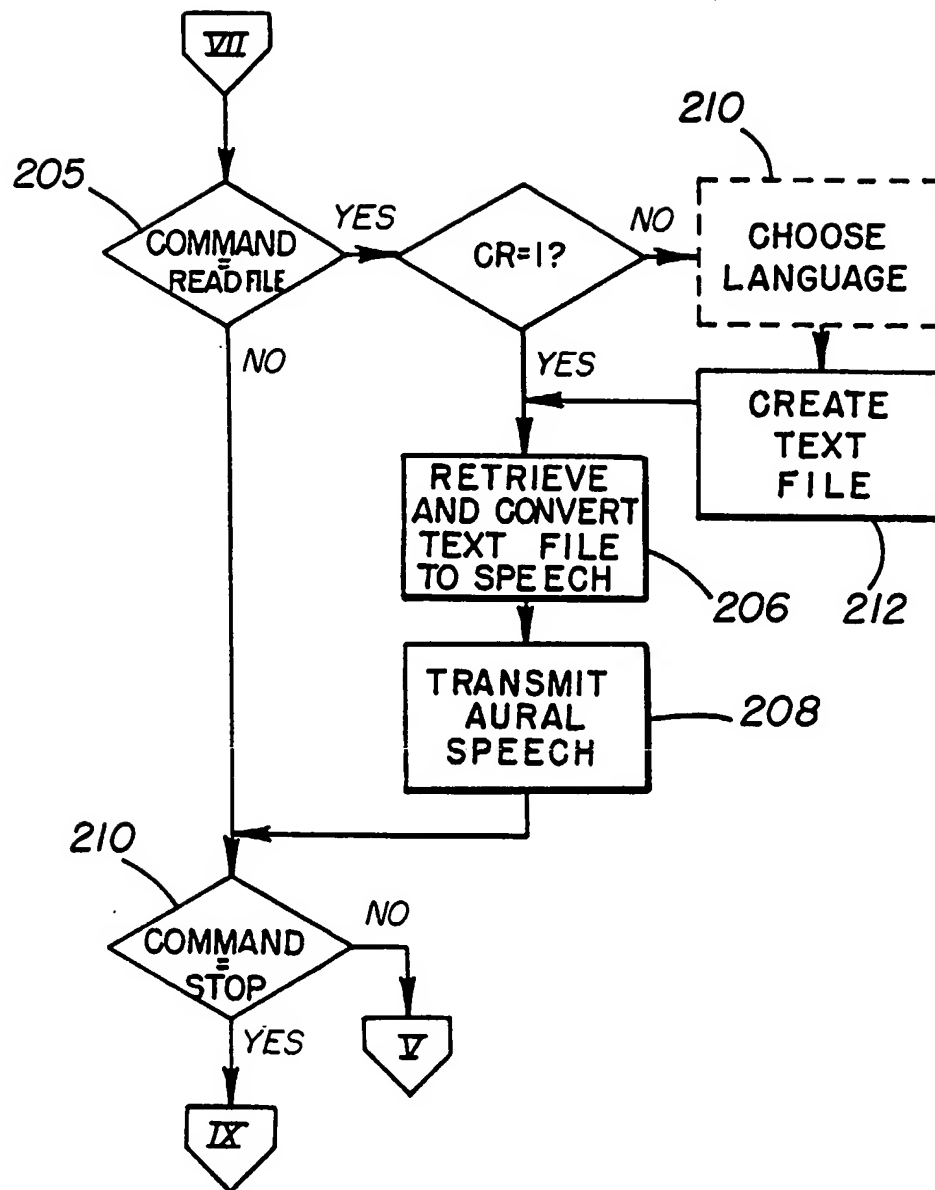 VII
210
205
COMMAND
=
READ FILE
YES
CR=1?
NO
CHOOSE
LANGUAGE
NO
YES
CREATE
TEXT
FILE
RETRIEVE
AND CONVERT
TEXT FILE
TO SPEECH
206
212
TRANSMIT
AURAL
SPEECH
208
210
COMMAND
=
STOP
NO
YES
V
IX